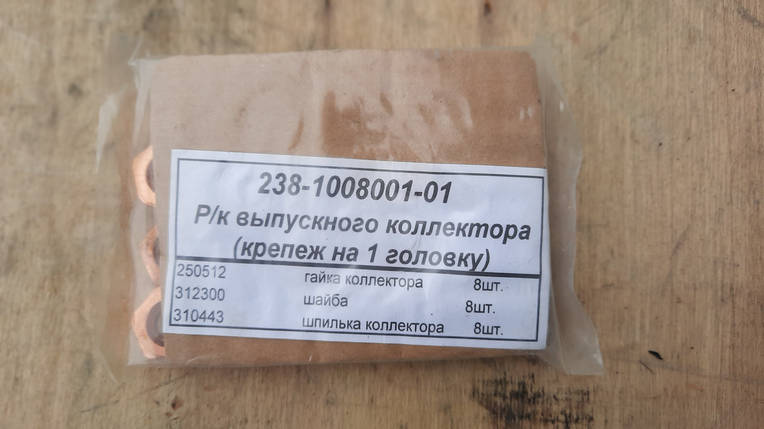 238-1008001-01
Р/к выпускного коллектора
(крепеж на 1 головку)
250512 гайка коллектора 8шт.
312300 шайба 8шт.
310443 шпилька коллектора 8шт.